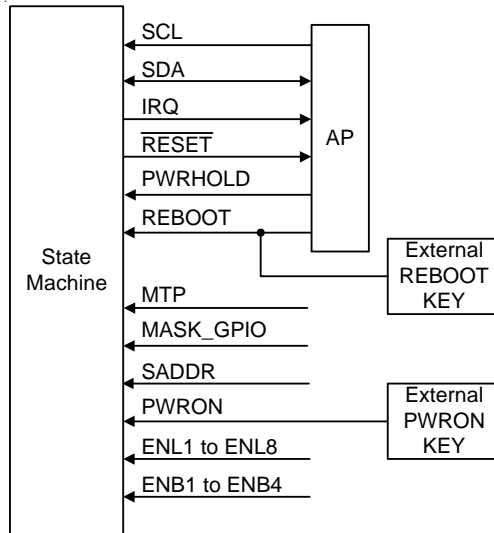 SCL
SDA
IRQ
RESET
PWRHOLD
REBOOT
AP
State
Machine
External
REBOOT
KEY
MTP
MASK_GPIO
SADDR
PWRON
External
PWRON
KEY
ENL1 to ENL8
ENB1 to ENB4